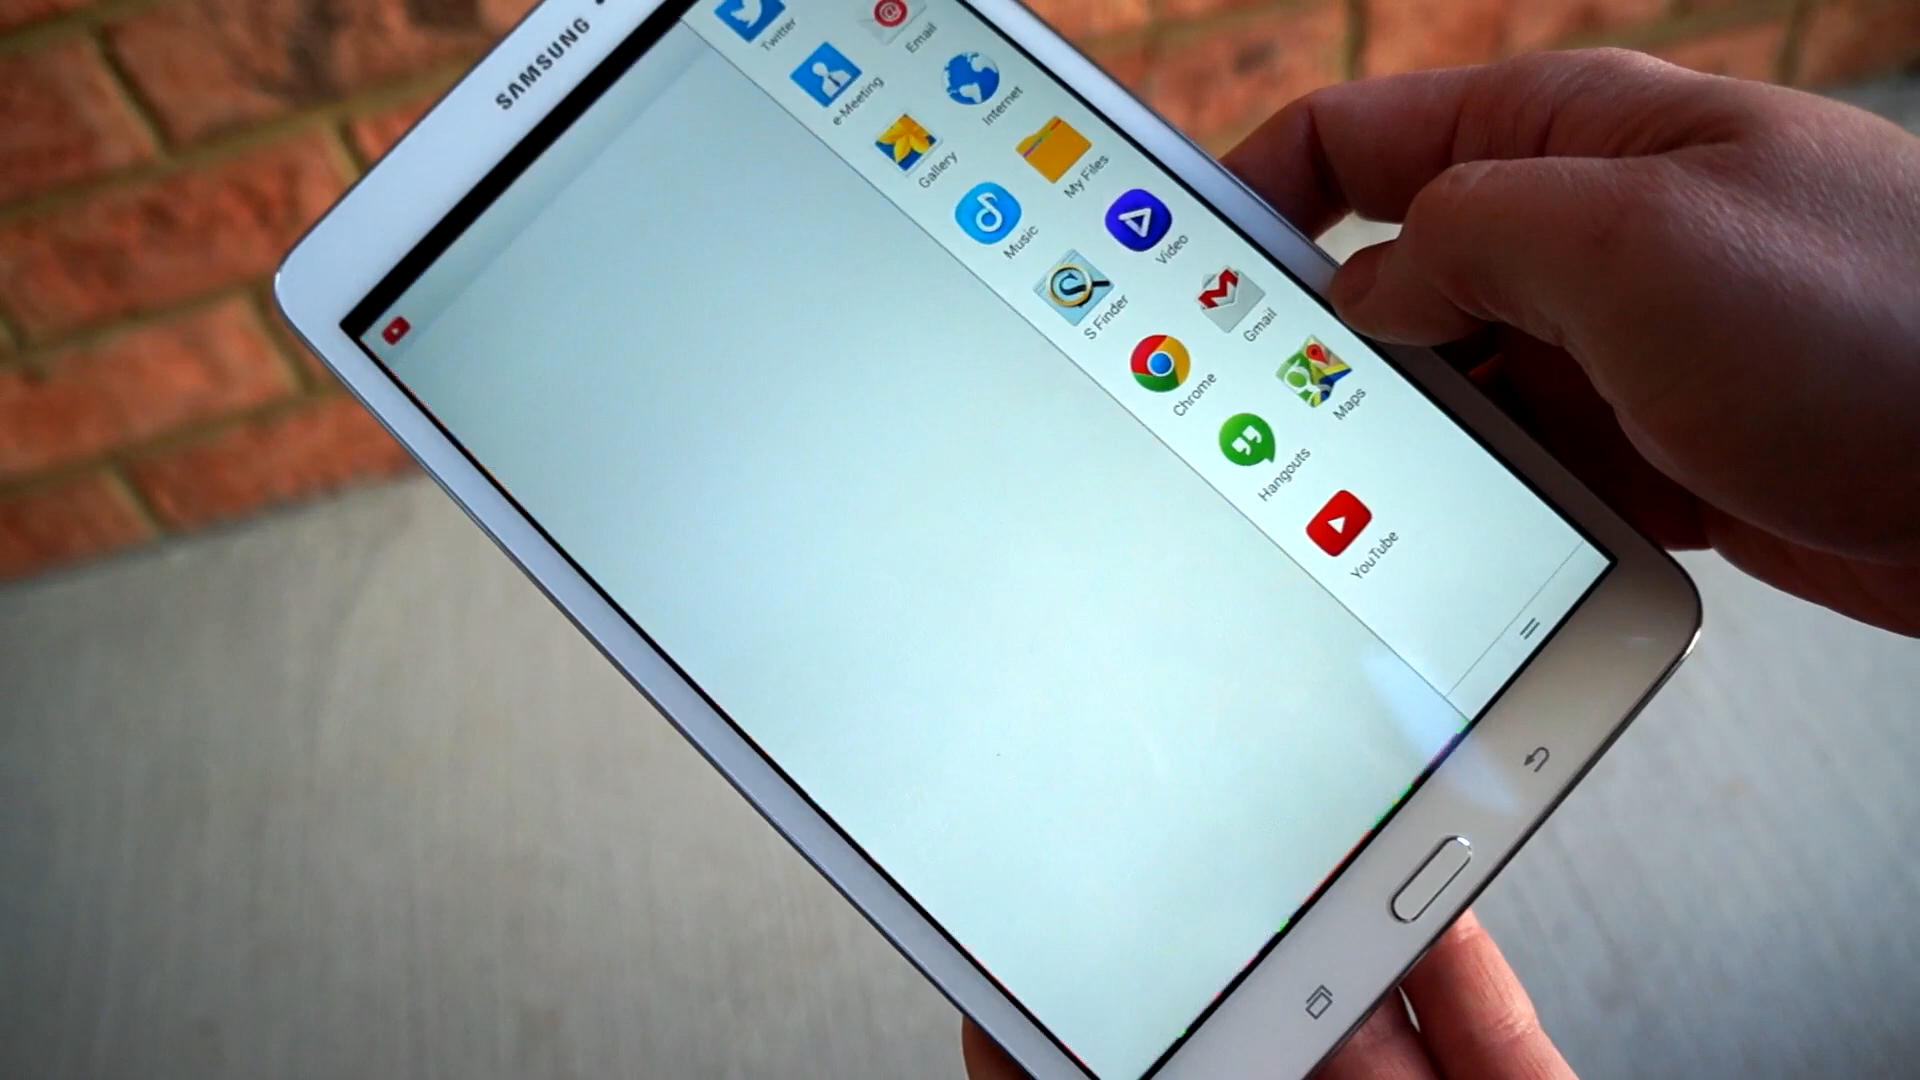 SAMSUNG
Twitter
Email
e-Meeting
Internet
Gallery
My Files
Music
Video
S Finder
Gmail
Chrome
Maps
Hangouts
YouTube